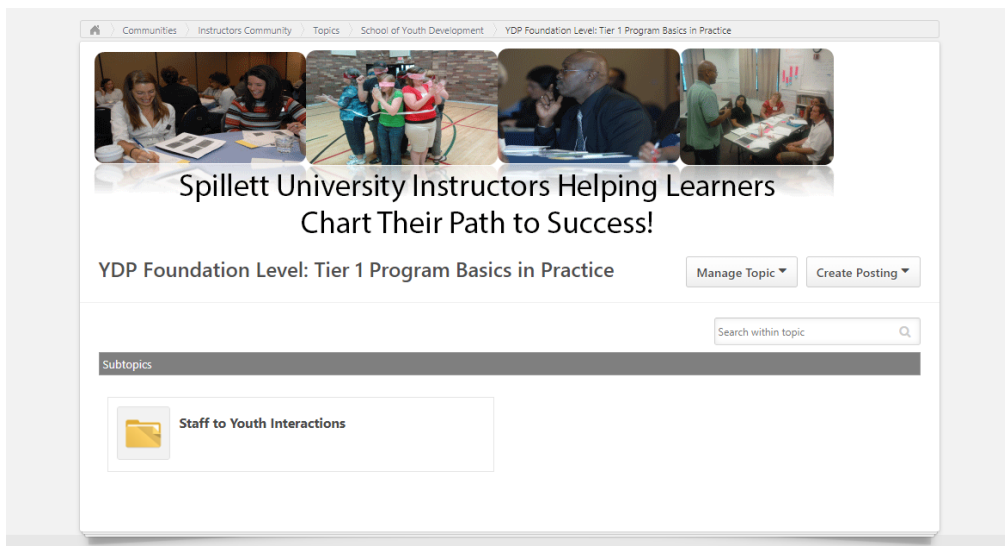 Communities Instructors Community Topics School of Youth Development YDP Foundation Level: Tier 1 Program Basics in Practice
Spillett University Instructors Helping Learners
Chart Their Path to Success!
YDP Foundation Level: Tier 1 Program Basics in Practice
Manage Topic
Create Posting
Search within topic
Subtopics
Staff to Youth Interactions